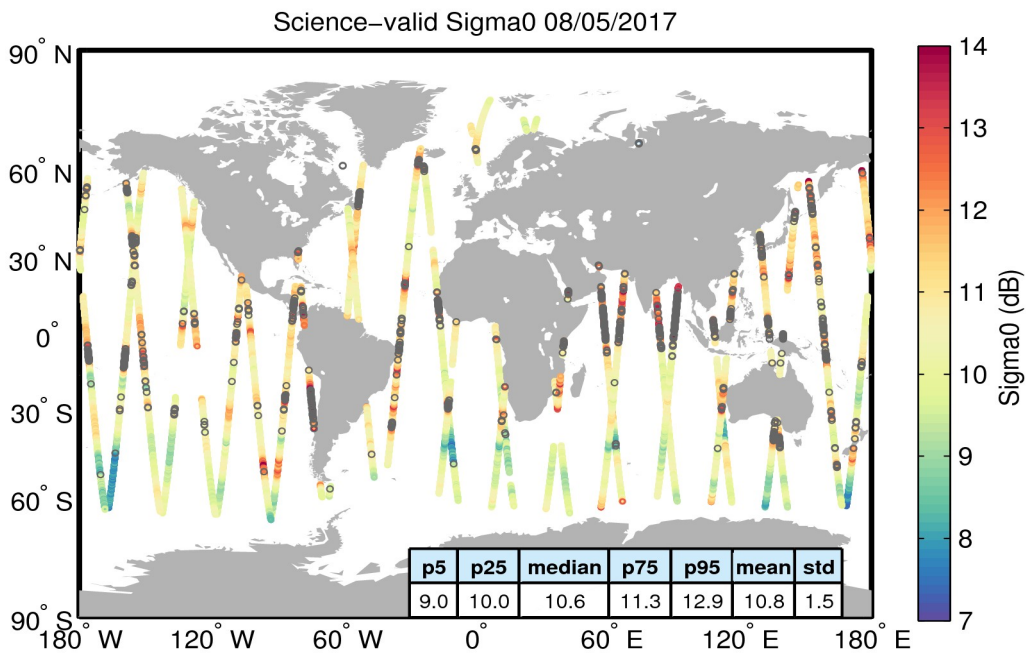 Science−valid Sigma0 08/05/2017
90° N
60° N
30° N
0°
30° S
60° S
90° S
180° W
120° W
60° W
0°
60° E
120° E
180° E
14
13
12
11
10
9
8
7
Sigma0 (dB)
p5 p25 median p75 p95 mean std
9.0 10.0 10.6 11.3 12.9 10.8 1.5